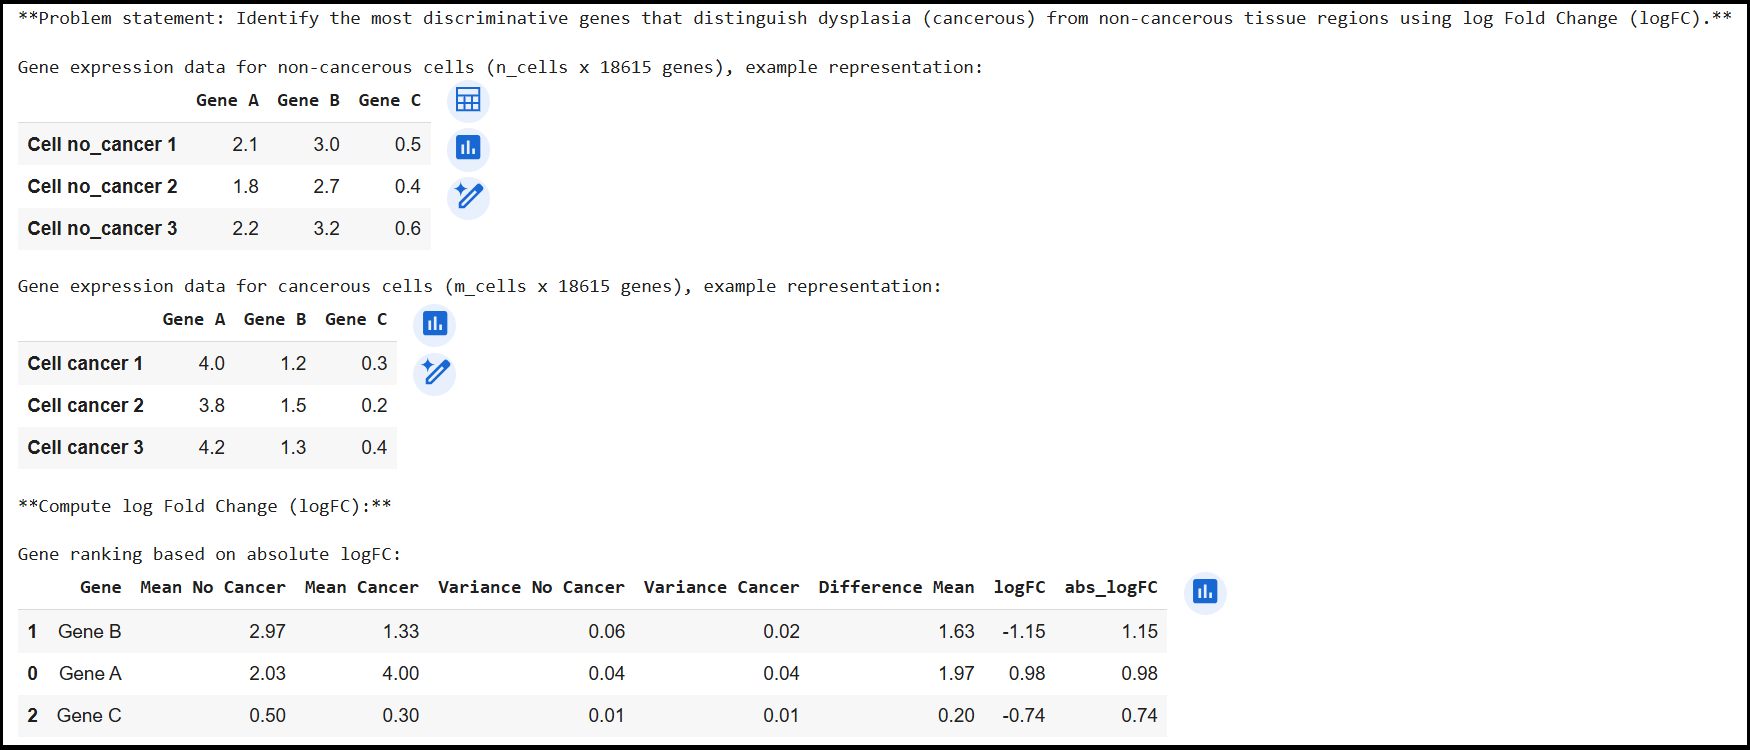 **Problem statement: Identify the most discriminative genes that distinguish dysplasia (cancerous) from non-cancerous tissue regions using log Fold Change (logFC).**
Gene expression data for non-cancerous cells (n_cells x 18615 genes), example representation:
Gene A Gene B Gene C
Cell no_cancer 1 2.1 3.0 0.5
Cell no_cancer 2 1.8 2.7 0.4
Cell no_cancer 3 2.2 3.2 0.6
Gene expression data for cancerous cells (m_cells x 18615 genes), example representation:
Gene A Gene B Gene C
Cell cancer 1 4.0 1.2 0.3
Cell cancer 2 3.8 1.5 0.2
Cell cancer 3 4.2 1.3 0.4
**Compute log Fold Change (logFC):**
Gene ranking based on absolute logFC:
Gene Mean No Cancer Mean Cancer Variance No Cancer Variance Cancer Difference Mean logFC abs_logFC
1 Gene B 2.97 1.33 0.06 0.02 1.63 -1.15 1.15
0 Gene A 2.03 4.00 0.04 0.04 1.97 0.98 0.98
2 Gene C 0.50 0.30 0.01 0.01 0.20 -0.74 0.74